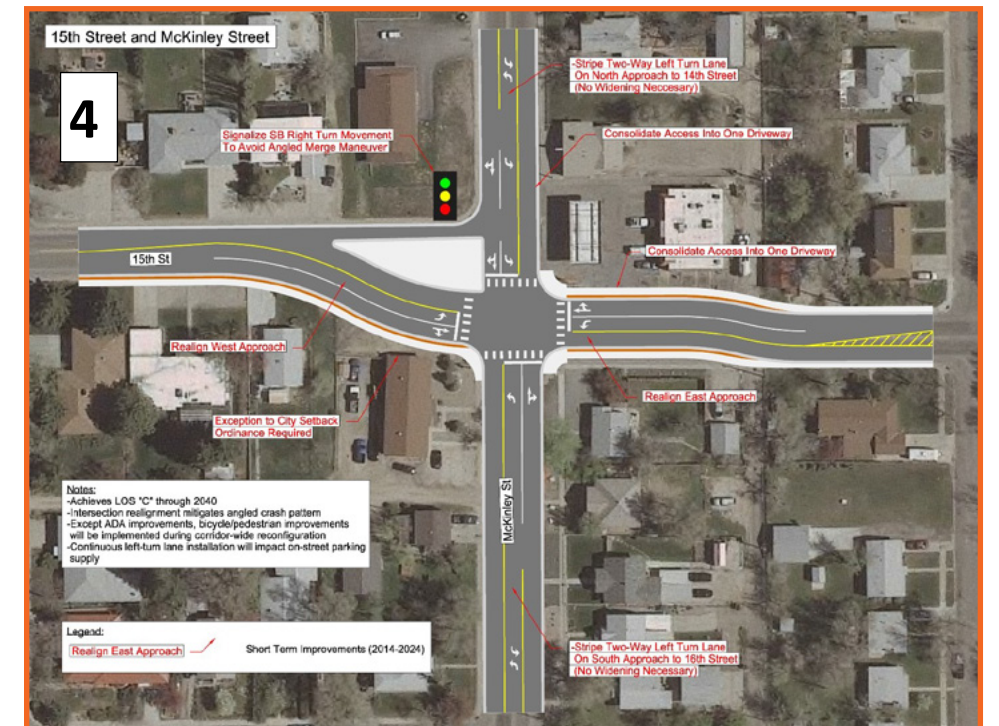 15th Street and McKinley Street
4
-Stripe Two-Way Left Turn Lane
On North Approach to 14th Street
(No Widening Neccesary)
Signalize SB Right Turn Movement
To Avoid Angled Merge Maneuver
Consolidate Access Into One Driveway
Consolidate Access Into One Driveway
15th St
Realign West Approach
Realign East Approach
Exception to City Setback
Ordinance Required
McKinley St
Notes:
-Achieves LOS "C" through 2040
-Intersection realignment mitigates angled crash pattern
-Except ADA improvements, bicycle/pedestrian improvements
will be implemented during corridor-wide reconfiguration
-Continuous left-turn lane installation will impact on-street parking
supply
Legend:
Realign East Approach
Short Term Improvements (2014-2024)
-Stripe Two-Way Left Turn Lane
On South Approach to 16th Street
(No Widening Necessary)